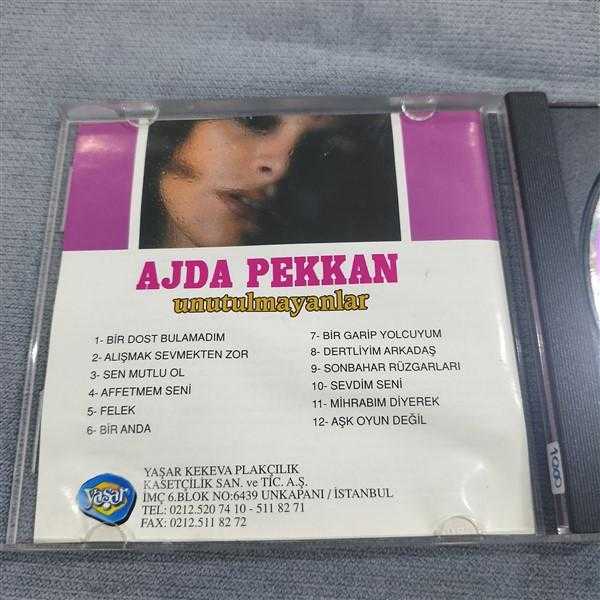 AJDA PEKKAN
unutulmayanlar
1- BİR DOST BULAMADIM
2- ALIŞMAK SEVMEKTEN ZOR
3- SEN MUTLU OL
4- AFFETMEM SENİ
5- FELEK
6- BİR ANDA
7- BİR GARİP YOLCUYUM
8- DERTLİYİM ARKADAŞ
9- SONBAHAR RÜZGARLARI
10- SEVDİM SENİ
11- MİHRABIM DİYEREK
12- AŞK OYUN DEĞİL
yaşar
YAŞAR KEKEVA PLAKÇILIK
KASETÇİLİK SAN. ve TİC. A.Ş.
İMÇ 6.BLOK NO:6439 UNKAPANI / İSTANBUL
TEL: 0212.520 74 10 - 511 82 71
FAX: 0212.511 82 72